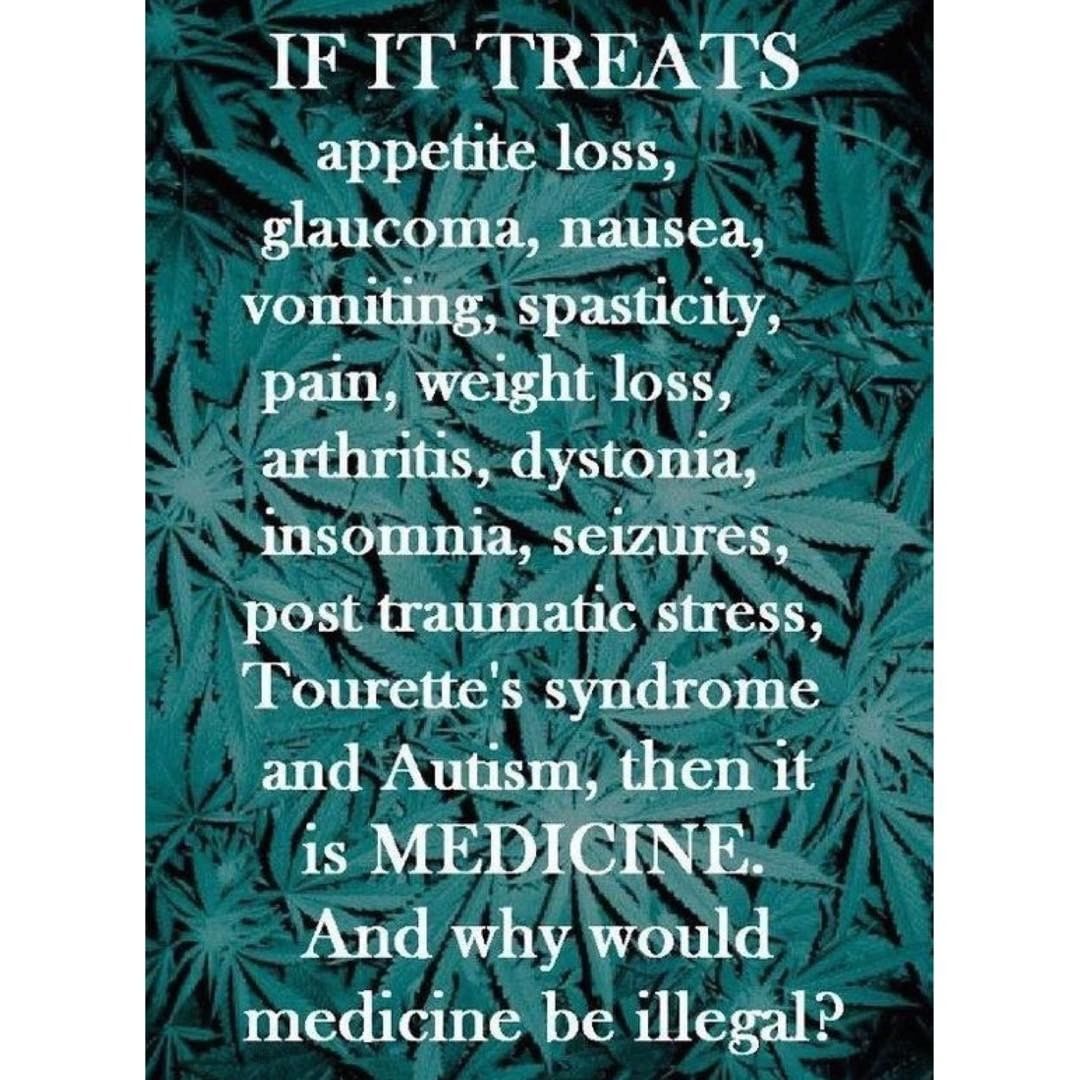 IF IT TREATS
appetite loss,
glaucoma, nausea,
vomiting, spasticity,
pain, weight loss,
arthritis, dystonia,
insomnia, seizures,
post traumatic stress,
Tourette's syndrome
and Autism, then it
is MEDICINE.
And why would
medicine be illegal?